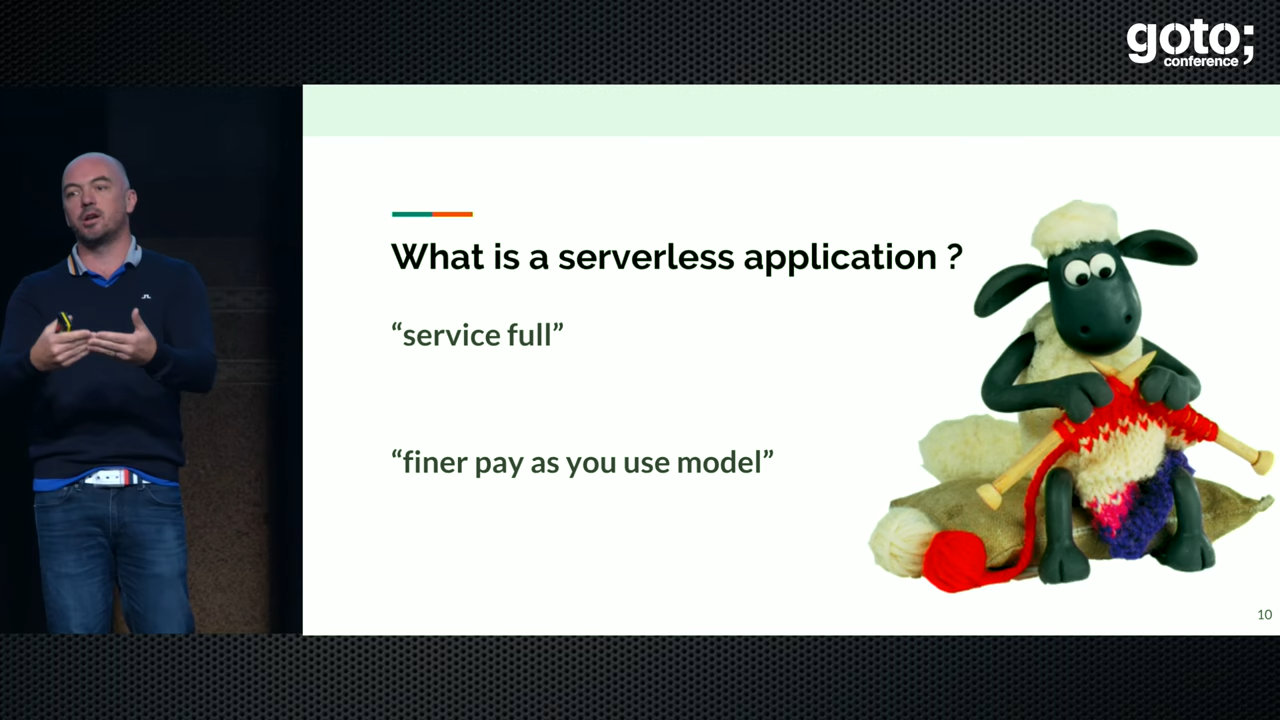 goto;
conference
What is a serverless application ?
“service full”
“finer pay as you use model”
10